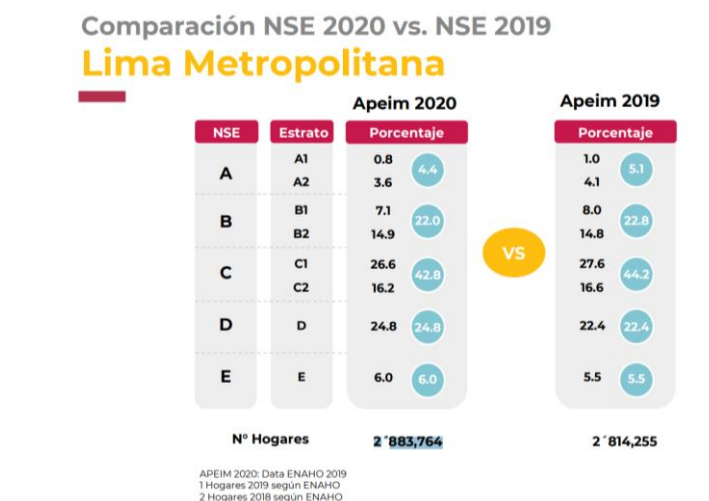 Comparación NSE 2020 vs. NSE 2019
Lima Metropolitana
Apeim 2020 Apeim 2019
NSE Estrato Porcentaje Porcentaje
A A1 0.8 4.4 1.0 5.1
A2 3.6 4.1
B B1 7.1 22.0 8.0 22.8
B2 14.9 14.8
VS
C C1 26.6 42.8 27.6 44.2
C2 16.2 16.6
D D 24.8 24.8 22.4 22.4
E E 6.0 6.0 5.5 5.5
N° Hogares 2´883,764 2´814,255
APEIM 2020: Data ENAHO 2019
1 Hogares 2019 según ENAHO
2 Hogares 2018 según ENAHO